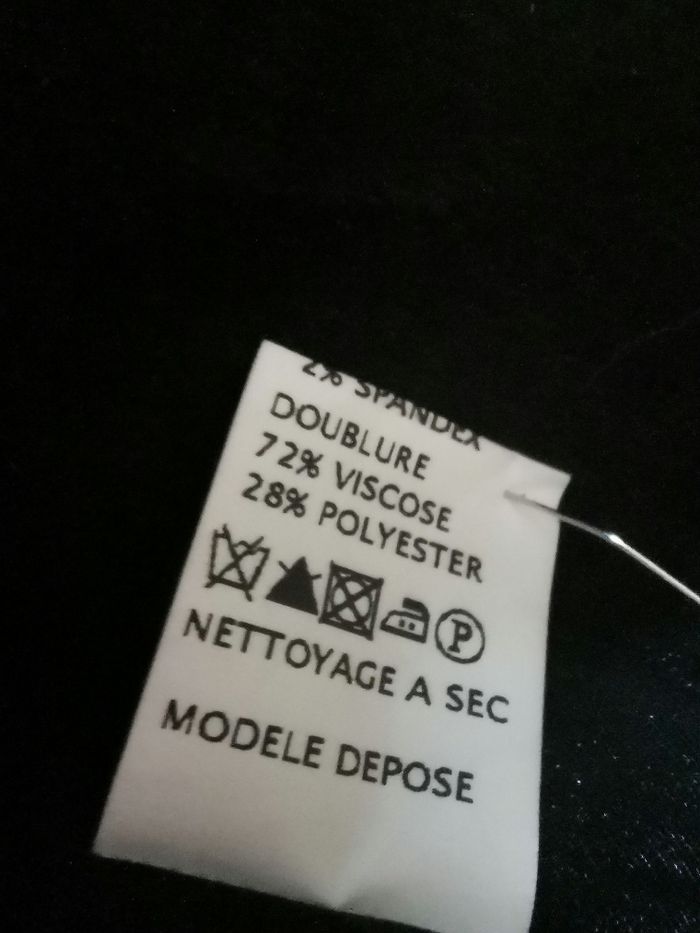 2% SPANDEX
DOUBLURE
72% VISCOSE
28% POLYESTER
P
NETTOYAGE A SEC
MODELE DEPOSE